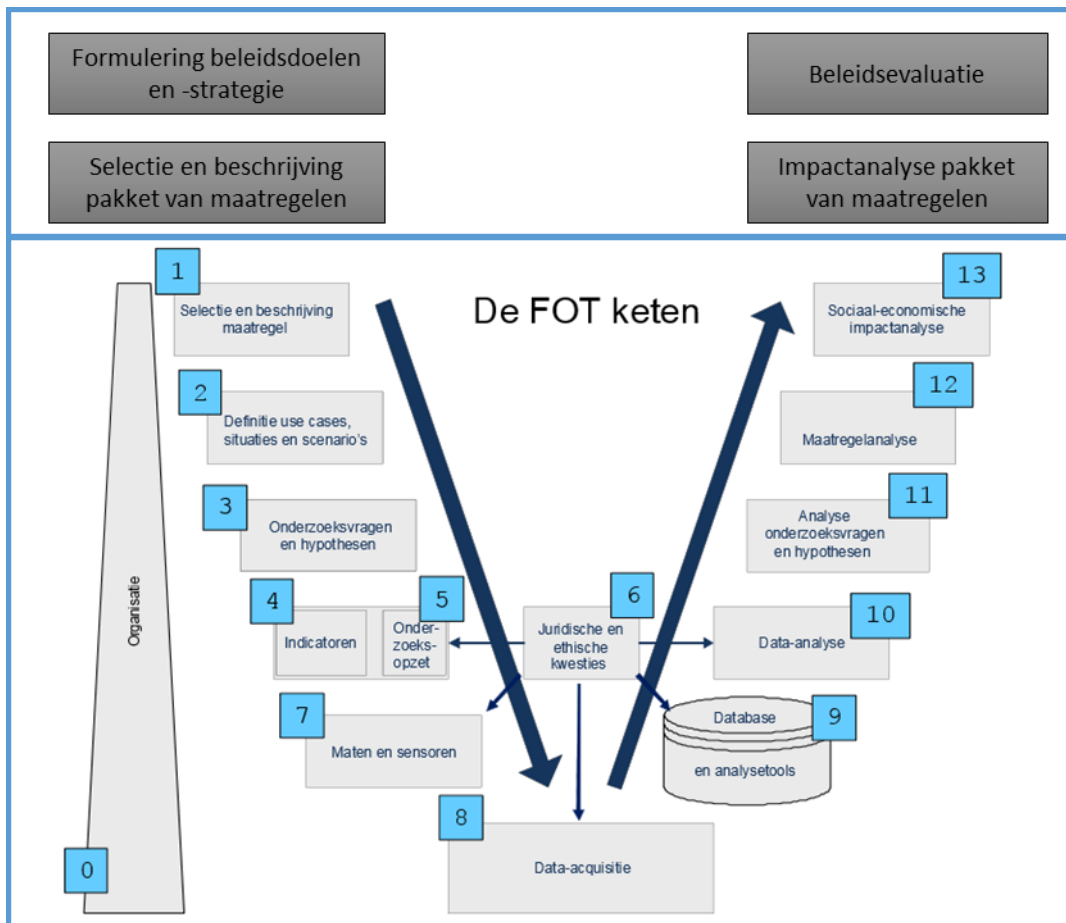 Formulering beleidsdoelen
en -strategie
Beleidsevaluatie
Selectie en beschrijving
pakket van maatregelen
Impactanalyse pakket
van maatregelen
De FOT keten
1
Selectie en beschrijving
maatregel
13
Sociaal-economische
impactanalyse
2
Definitie use cases,
situaties en scenario's
12
Maatregelanalyse
3
Onderzoeksvragen
en hypothesen
11
Analyse
onderzoeksvragen
en hypothesen
4
Indicatoren
5
Onder-
zoeks-
opzet
6
Juridische en
ethische
kwesties
10
Data-analyse
7
Maten en sensoren
9
Database
en analysetools
8
Data-acquisitie
0
Organisatie